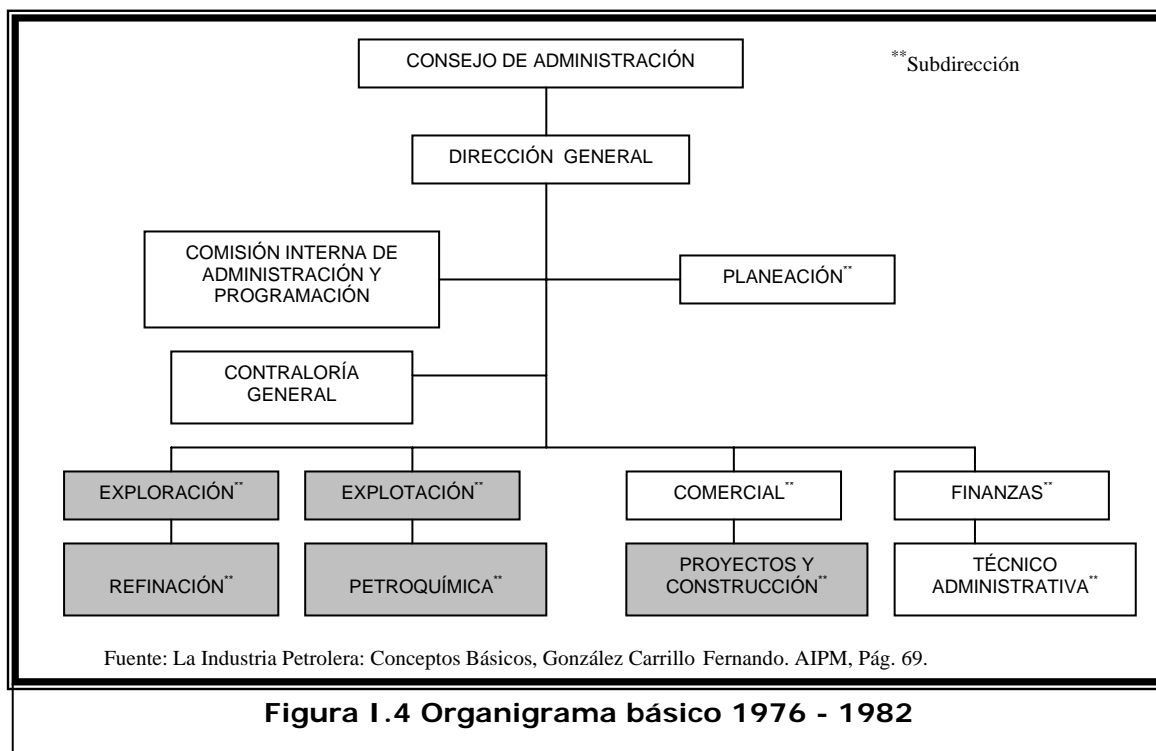 CONSEJO DE ADMINISTRACIÓN
**Subdirección
DIRECCIÓN GENERAL
COMISIÓN INTERNA DE
ADMINISTRACIÓN Y
PROGRAMACIÓN
PLANEACIÓN**
CONTRALORÍA
GENERAL
EXPLORACIÓN**
EXPLOTACIÓN**
COMERCIAL**
FINANZAS**
REFINACIÓN**
PETROQUÍMICA**
PROYECTOS Y
CONSTRUCCIÓN**
TÉCNICO
ADMINISTRATIVA**
Fuente: La Industria Petrolera: Conceptos Básicos, González Carrillo Fernando. AIPM, Pág. 69.
Figura I.4 Organigrama básico 1976 - 1982